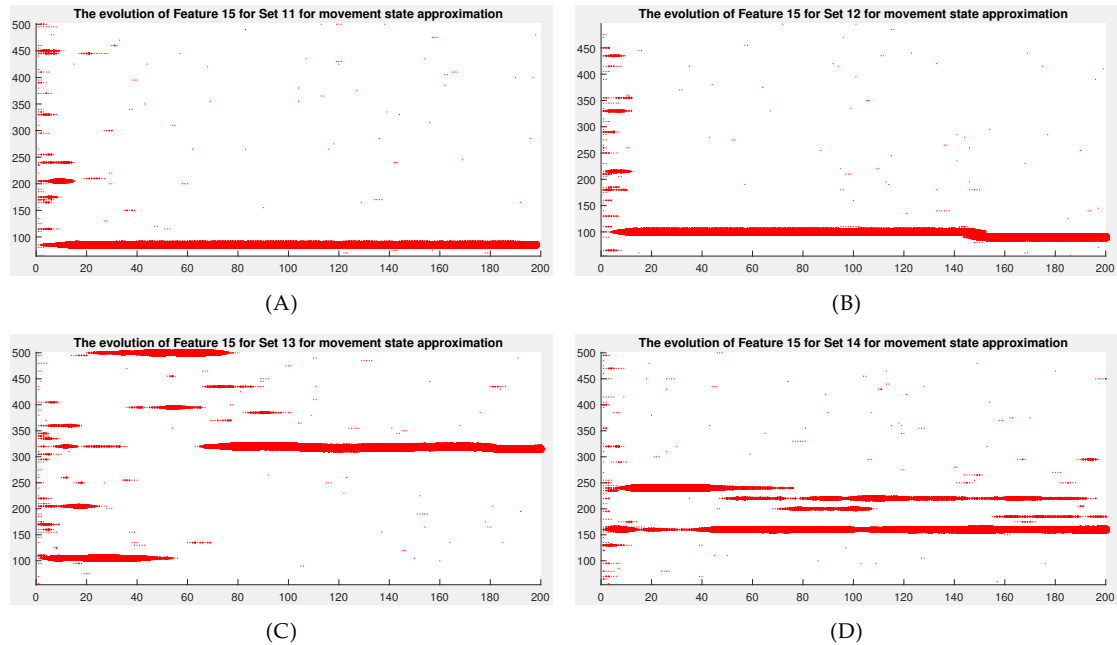 The evolution of Feature 15 for Set 11 for movement state approximation
500
450
400
350
300
250
200
150
100
0 20 40 60 80 100 120 140 160 180 200
(A)
The evolution of Feature 15 for Set 12 for movement state approximation
450
400
350
300
250
200
150
100
0 20 40 60 80 100 120 140 160 180 200
(B)
The evolution of Feature 15 for Set 13 for movement state approximation
500
450
400
350
300
250
200
150
100
0 20 40 60 80 100 120 140 160 180 200
(C)
The evolution of Feature 15 for Set 14 for movement state approximation
500
450
400
350
300
250
200
150
100
0 20 40 60 80 100 120 140 160 180 200
(D)